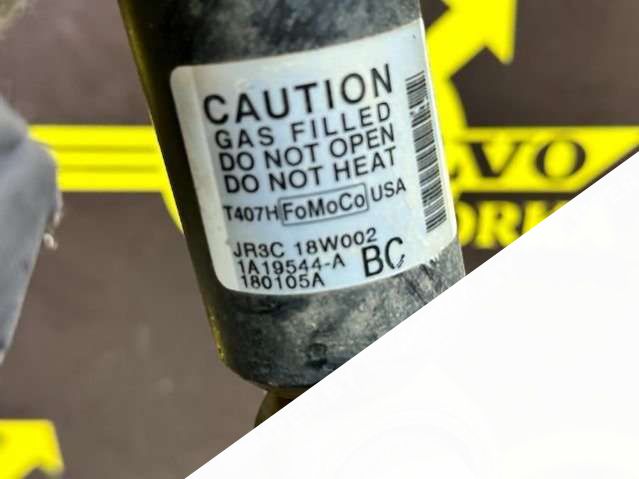 CAUTION
GAS FILLED
DO NOT OPEN
DO NOT HEAT
T407H FoMoCo USA
JR3C 18W002
1A19544-A BC
180105A